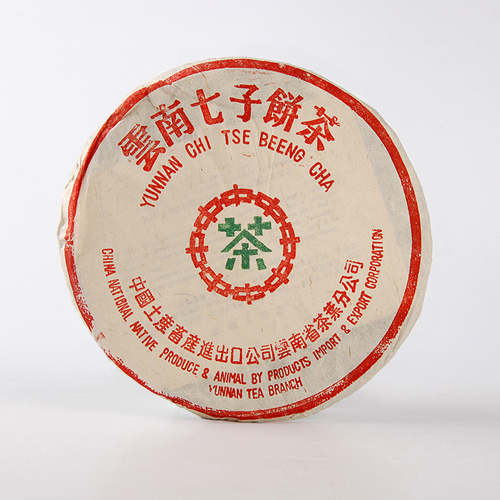 雲南七子餅茶
YUNNAN CHI TSE BEENG CHA
茶
中國土產畜產進出口公司雲南省茶葉分公司
CHINA NATIONAL NATIVE PRODUCE & ANIMAL BY PRODUCTS IMPORT & EXPORT CORPORATION
YUNNAN TEA BRANCH